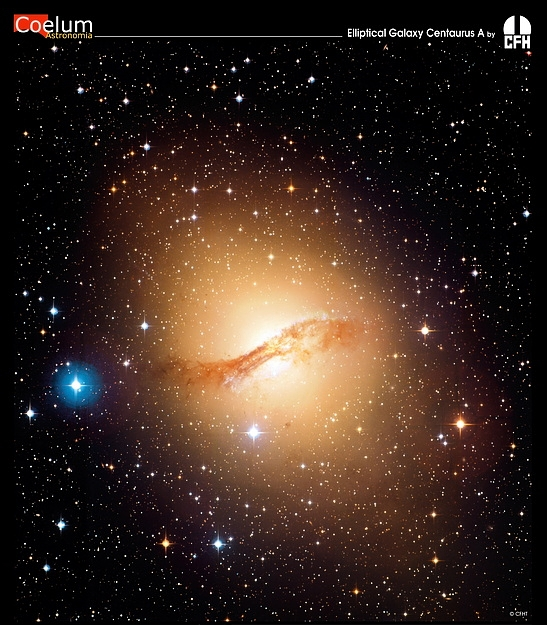 Coelum
Astronomia
Elliptical Galaxy Centaurus A by
CFH
© CFHT